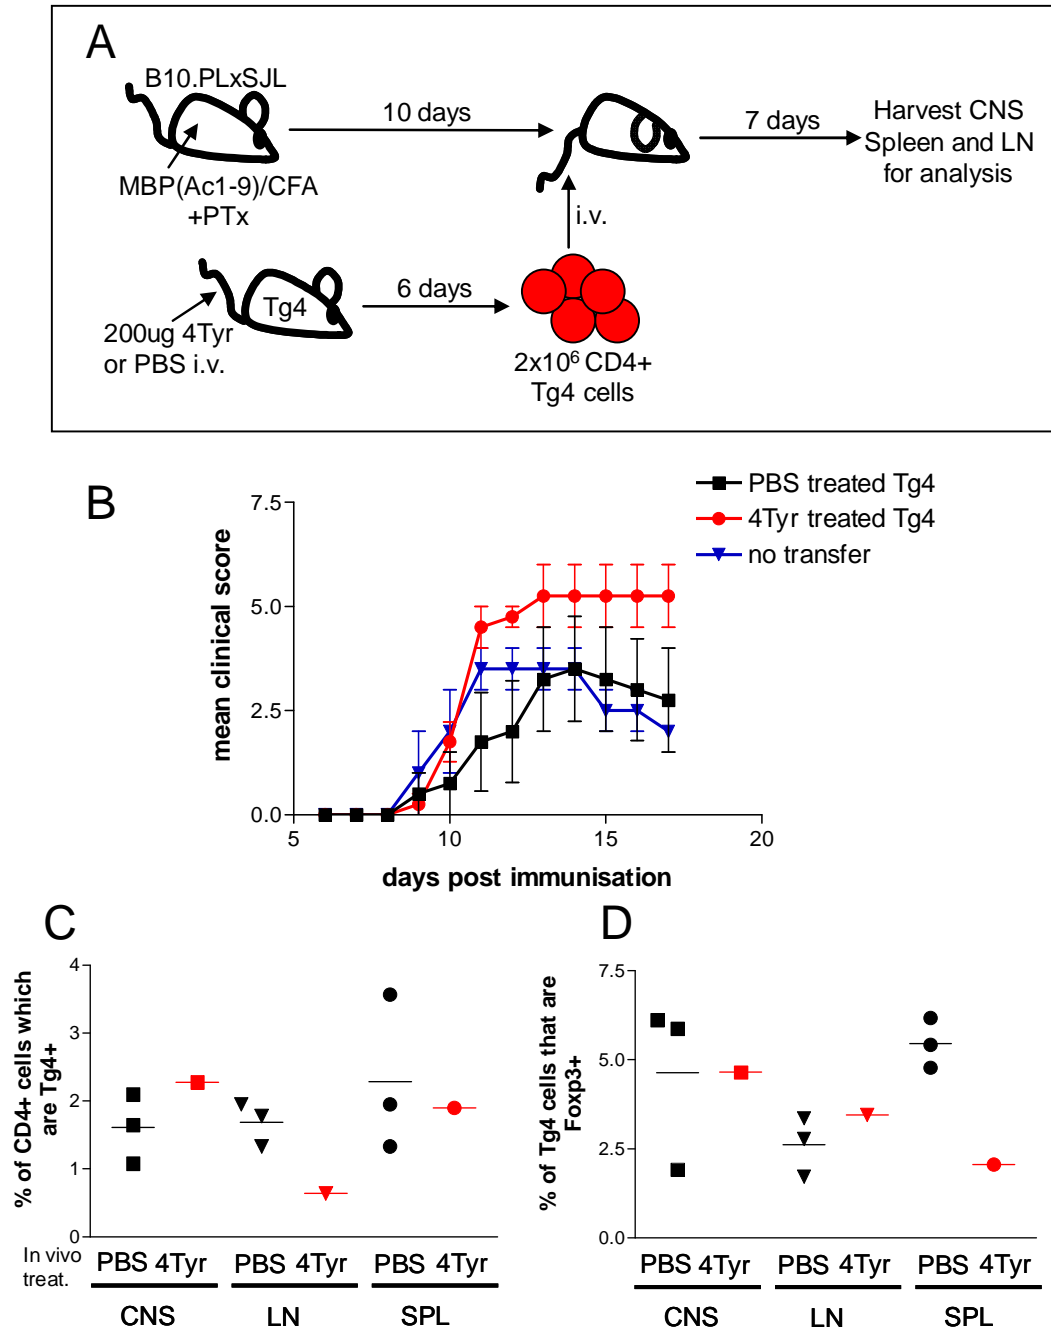 A
B10.PLxSJL
10 days
7 days
Harvest CNS
Spleen and LN
for analysis
MBP(Ac1-9)/CFA
+PTx
i.v.
Tg4
6 days
200ug 4Tyr
or PBS i.v.
2x10⁶ CD4+
Tg4 cells
B
PBS treated Tg4
4Tyr treated Tg4
no transfer
mean clinical score
7.5
5.0
2.5
0.0
5
10
15
20
days post immunisation
C
% of CD4+ cells which
are Tg4+
4
3
2
1
0
In vivo
treat.
PBS 4Tyr
PBS 4Tyr
PBS 4Tyr
CNS
LN
SPL
D
% of Tg4 cells that are
Foxp3+
7.5
5.0
2.5
0.0
PBS 4Tyr
PBS 4Tyr
PBS 4Tyr
CNS
LN
SPL